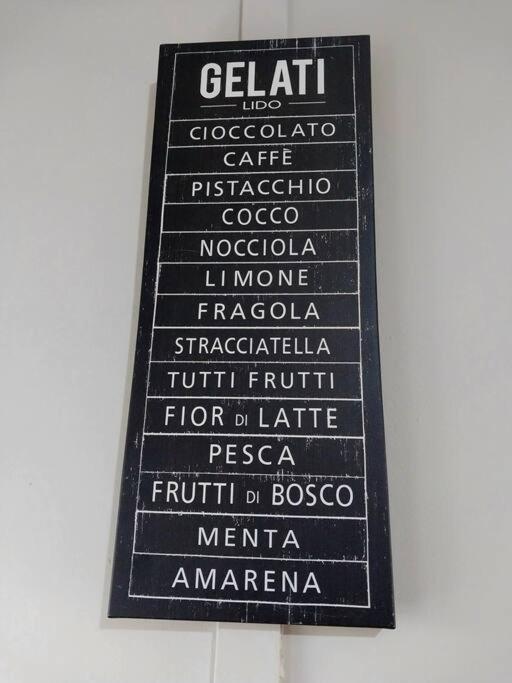 GELATI
LIDO
CIOCCOLATO
CAFFÈ
PISTACCHIO
COCCO
NOCCIOLA
LIMONE
FRAGOLA
STRACCIATELLA
TUTTI FRUTTI
FIOR DI LATTE
PESCA
FRUTTI DI BOSCO
MENTA
AMARENA